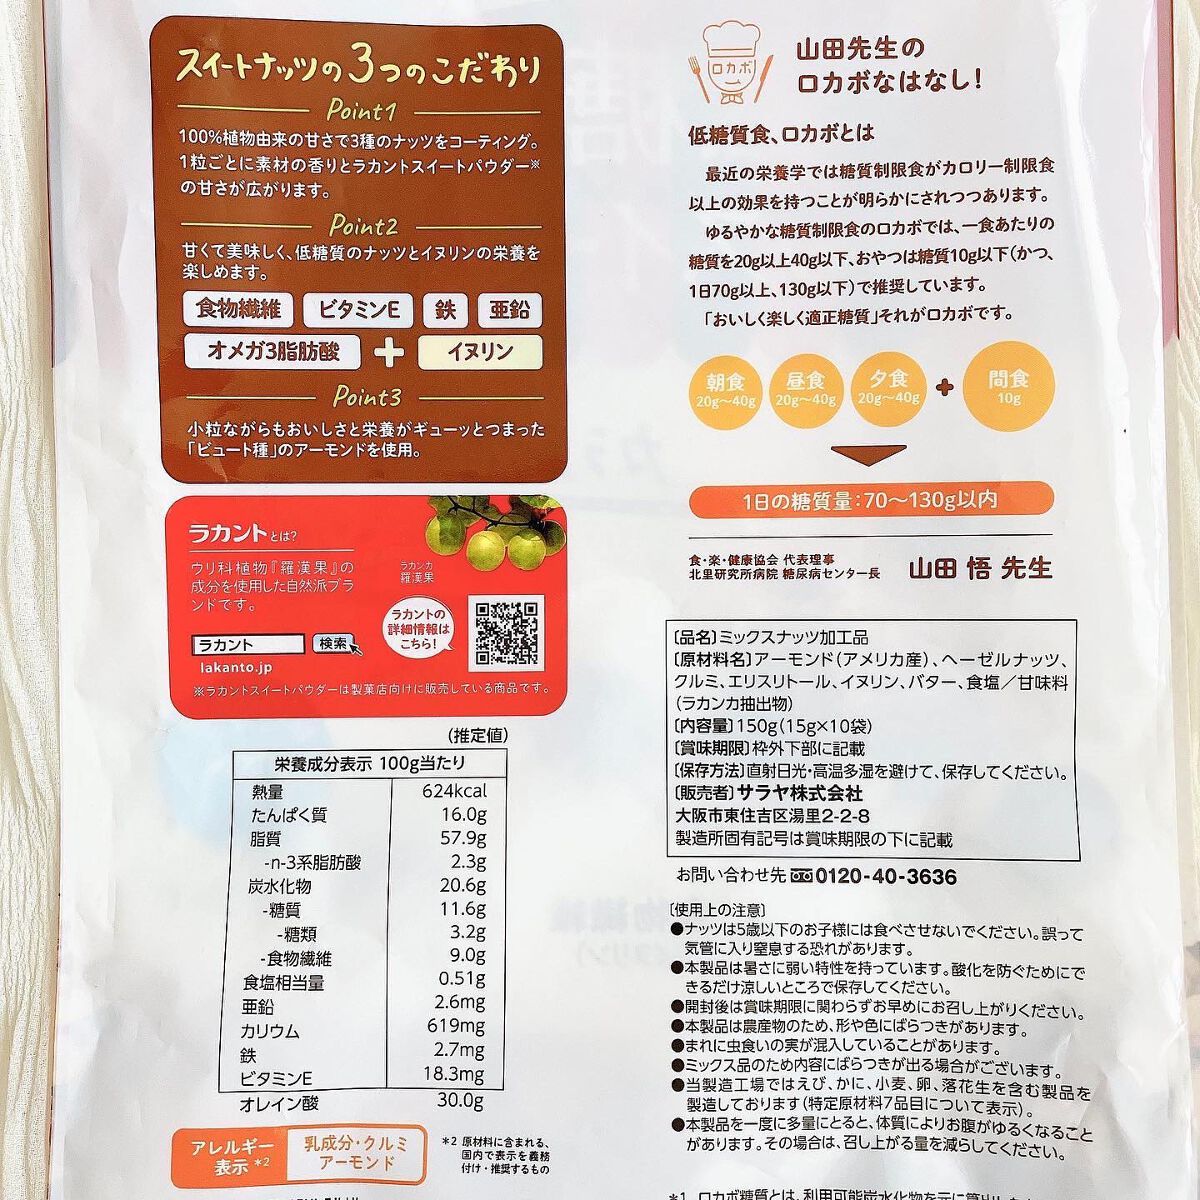 スイートナッツの3つのこだわり
Point1
100%植物由来の甘さで3種のナッツをコーティング。
1粒ごとに素材の香りとラカントスイートパウダー※
の甘さが広がります。
Point2
甘くて美味しく、低糖質のナッツとイヌリンの栄養を
楽しめます。
食物繊維 ビタミンE 鉄 亜鉛
オメガ3脂肪酸 + イヌリン
Point3
小粒ながらもおいしさと栄養がギューッとつまった
「ビュート種」のアーモンドを使用。
ラカントとは?
ウリ科植物『羅漢果』の
成分を使用した自然派ブラ
ンドです。
ラカンカ
羅漢果
ラカント 検索
lakanto.jp
ラカントの
詳細情報は
こちら!
※ラカントスイートパウダーは製菓店向けに販売している商品です。
(推定値)
栄養成分表示 100g当たり
熱量 624kcal
たんぱく質 16.0g
脂質 57.9g
-n-3系脂肪酸 2.3g
炭水化物 20.6g
-糖質 11.6g
-糖類 3.2g
-食物繊維 9.0g
食塩相当量 0.51g
亜鉛 2.6mg
カリウム 619mg
鉄 2.7mg
ビタミンE 18.3mg
オレイン酸 30.0g
アレルギー
表示*2
乳成分・クルミ
アーモンド
*2 原材料に含まれる、
国内で表示を義務
付け・推奨するもの
ロカボ
山田先生の
ロカボなはなし!
低糖質食、ロカボとは
最近の栄養学では糖質制限食がカロリー制限食
以上の効果を持つことが明らかにされつつあります。
ゆるやかな糖質制限食のロカボでは、一食あたりの
糖質を20g以上40g以下、おやつは糖質10g以下(かつ、
1日70g以上、130g以下)で推奨しています。
「おいしく楽しく適正糖質」それがロカボです。
朝食
20g~40g
昼食
20g~40g
夕食
20g~40g
+
間食
10g
1日の糖質量:70~130g以内
食・楽・健康協会 代表理事
北里研究所病院 糖尿病センター長
山田 悟 先生
〔品名〕ミックスナッツ加工品
〔原材料名〕アーモンド(アメリカ産)、ヘーゼルナッツ、
クルミ、エリスリトール、イヌリン、バター、食塩/甘味料
(ラカンカ抽出物)
〔内容量〕150g(15g×10袋)
〔賞味期限〕枠外下部に記載
〔保存方法〕直射日光・高温多湿を避けて、保存してください。
〔販売者〕サラヤ株式会社
大阪市東住吉区湯里2-2-8
製造所固有記号は賞味期限の下に記載
お問い合わせ先 0120-40-3636
〔使用上の注意〕
●ナッツは5歳以下のお子様には食べさせないでください。誤って
気管に入り窒息する恐れがあります。
●本製品は暑さに弱い特性を持っています。酸化を防ぐためにで
きるだけ涼しいところで保存してください。
●開封後は賞味期限に関わらずお早めにお召し上がりください。
●本製品は農産物のため、形や色にばらつきがあります。
●まれに虫食いの実が混入していることがあります。
●ミックス品のため内容にばらつきが出る場合がございます。
●当製造工場ではえび、かに、小麦、卵、落花生を含む製品を
製造しております(特定原材料7品目について表示)。
●本製品を一度に多量にとると、体質によりお腹がゆるくなること
があります。その場合は、召し上がる量を減らしてください。
*1 ロカボ糖質とは、利用可能炭水化物を元に